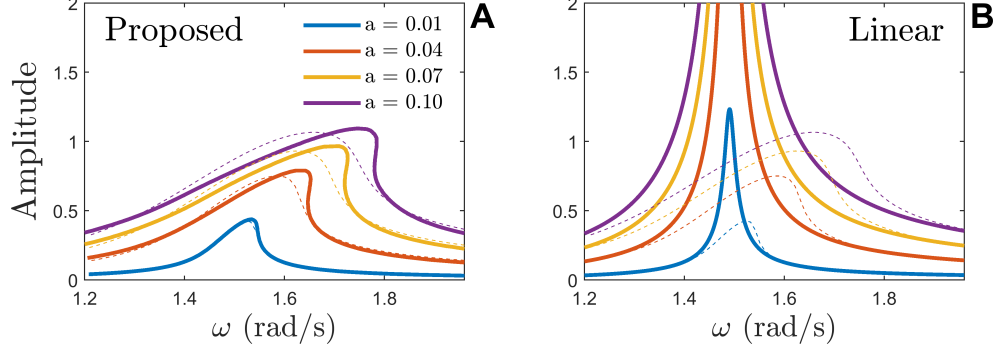 A
Proposed
a = 0.01
a = 0.04
a = 0.07
a = 0.10
2
1.5
1
0.5
0
Amplitude
1.2 1.4 1.6 1.8
ω (rad/s)
B
Linear
2
1.5
1
0.5
0
1.2 1.4 1.6 1.8
ω (rad/s)